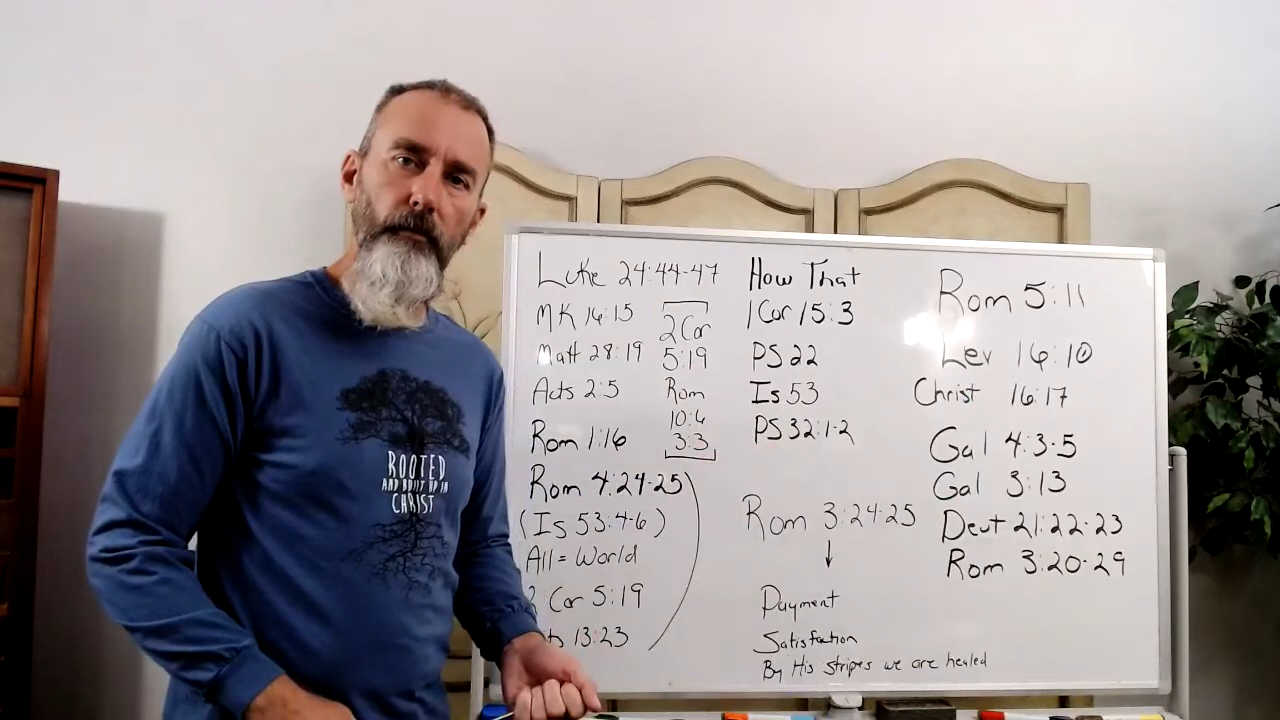 ROOTED
AND BUILT UP IN
CHRIST
Luke 24:44-47
MK 16:15
Matt 28:19
Acts 2:5
Rom 1:16
Rom 4:24-25
(Is 53:4-6)
All = World
2 Cor 5:19
13:23
2 Cor
5:19
Rom
10:6
3:3
How That
1 Cor 15:3
PS 22
Is 53
PS 32:1-2
Rom 3:24-25
↓
Payment
Satisfaction
By His stripes we are healed
Rom 5:11
Lev 16:10
Christ 16:17
Gal 4:3-5
Gal 3:13
Deut 21:22-23
Rom 3:20-29